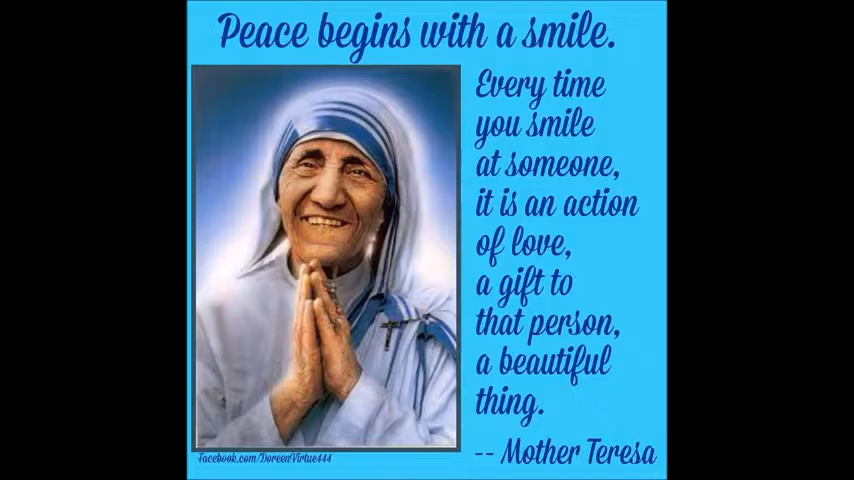 Peace begins with a smile.
Every time
you smile
at someone,
it is an action
of love,
a gift to
that person,
a beautiful
thing.
-- Mother Teresa
Facebook.com/DoreenVirtue444